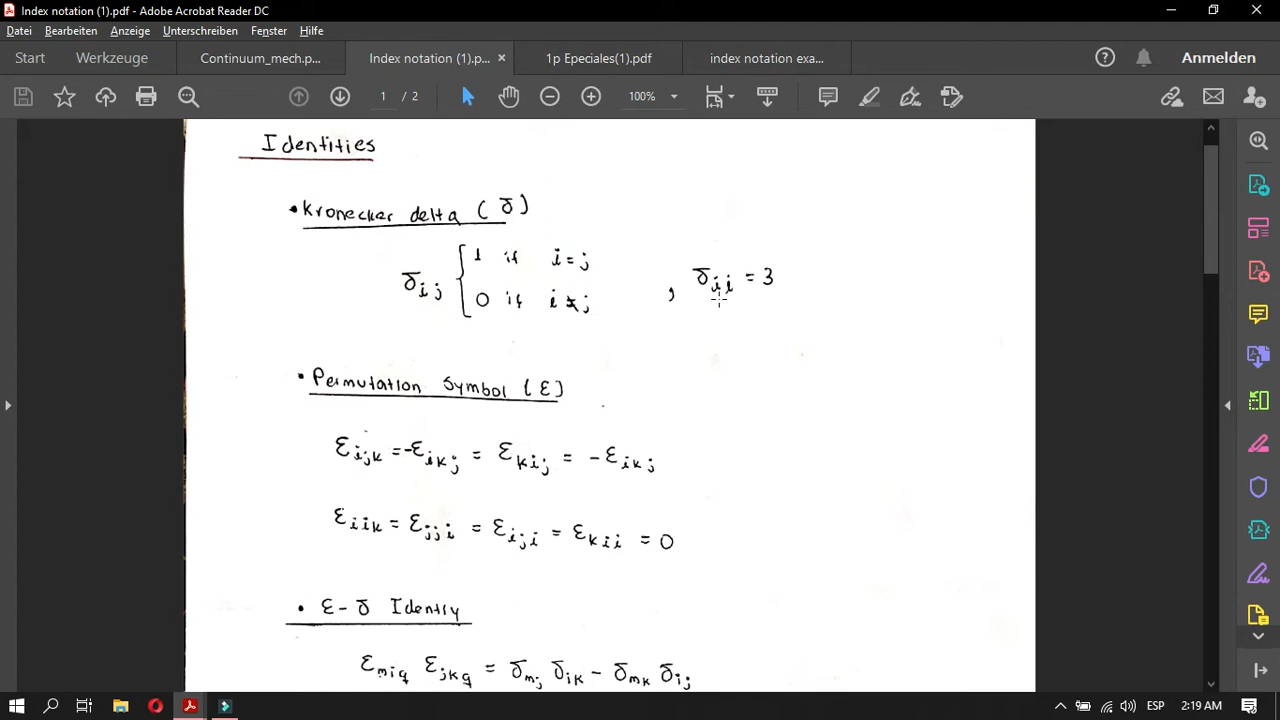 Index notation (1).pdf - Adobe Acrobat Reader DC
Datei Bearbeiten Anzeige Unterschreiben Fenster Hilfe
Start Werkzeuge Continuum_mech.p... Index notation (1).p... × 1p Epeciales(1).pdf index notation exa... Anmelden
1 / 2 100%
Identities
• Kronecker delta ( δ )
δij { 1 if i = j
0 if i ≠ j
, δii = 3
• Permutation Symbol ( ε )
εijk = -εikj = εkij = - εikj
εiik = εjji = εiji = εkii = 0
• ε - δ Identiy
εmiq εjkq = δmj δik - δmk δij
ESP 2:19 AM